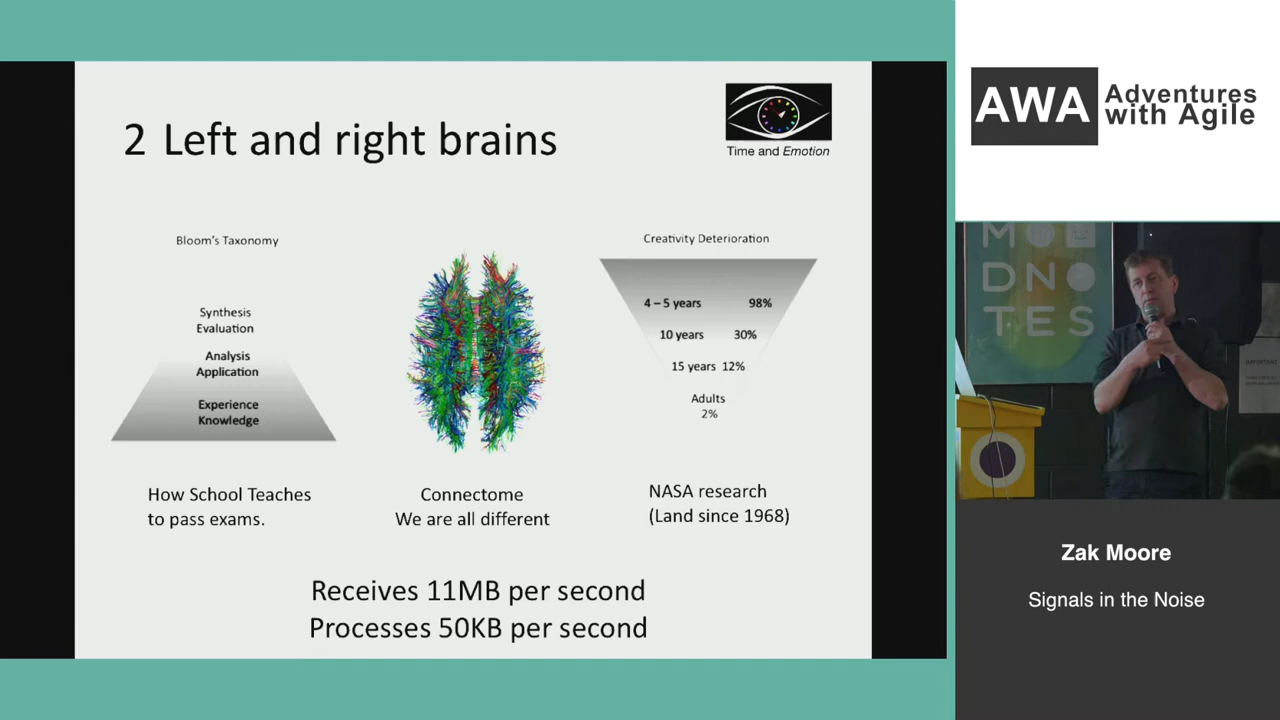 2 Left and right brains
Time and Emotion
Bloom's Taxonomy
Synthesis
Evaluation
Analysis
Application
Experience
Knowledge
How School Teaches
to pass exams.
Connectome
We are all different
Creativity Deterioration
4 – 5 years 98%
10 years 30%
15 years 12%
Adults
2%
NASA research
(Land since 1968)
Receives 11MB per second
Processes 50KB per second
AWA Adventures
with Agile
M
DNO
TES
IMPORTANT
Zak Moore
Signals in the Noise